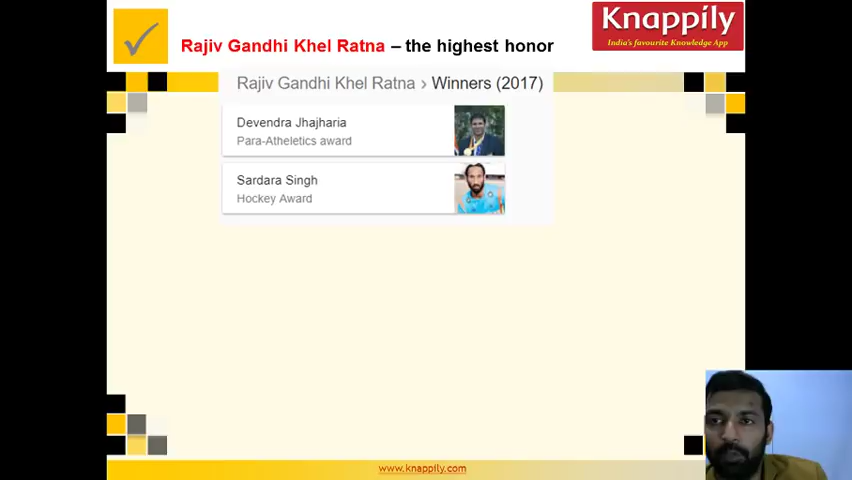 Rajiv Gandhi Khel Ratna – the highest honor
Knappily
India's favourite Knowledge App
Rajiv Gandhi Khel Ratna › Winners (2017)
Devendra Jhajharia
Para-Atheletics award
Sardara Singh
Hockey Award
www.knappily.com